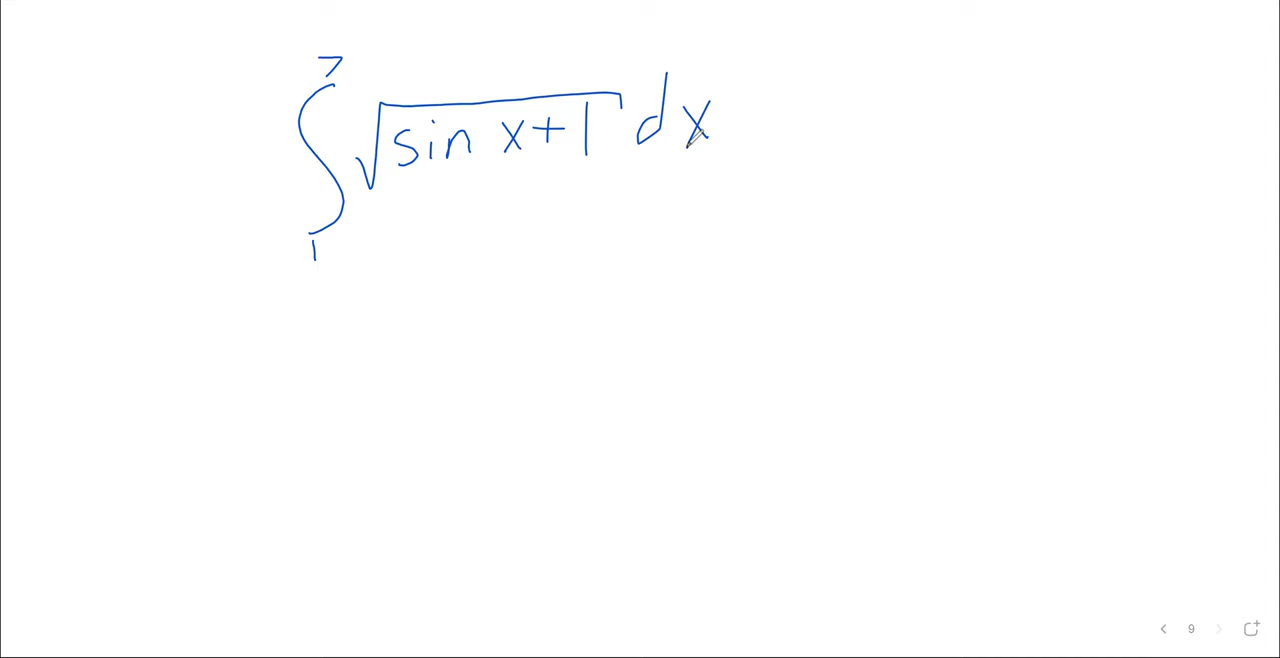 7
∫ √(sin x+1) dx
1
9